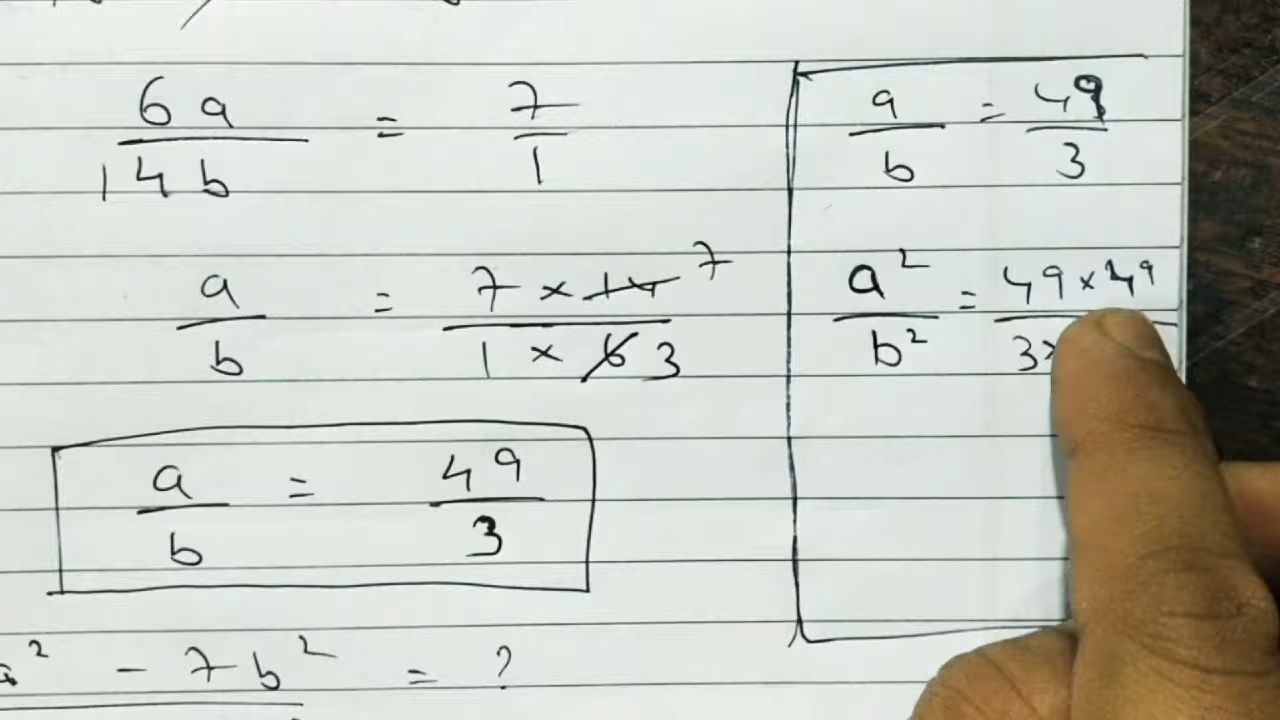 6a = 7
14b 1
a = 7 × 14 7
b 1 × 6 3
a = 49
b 3
a² - 7b² = ?
a = 49
b 3
a² = 49 × 49
b² 3×